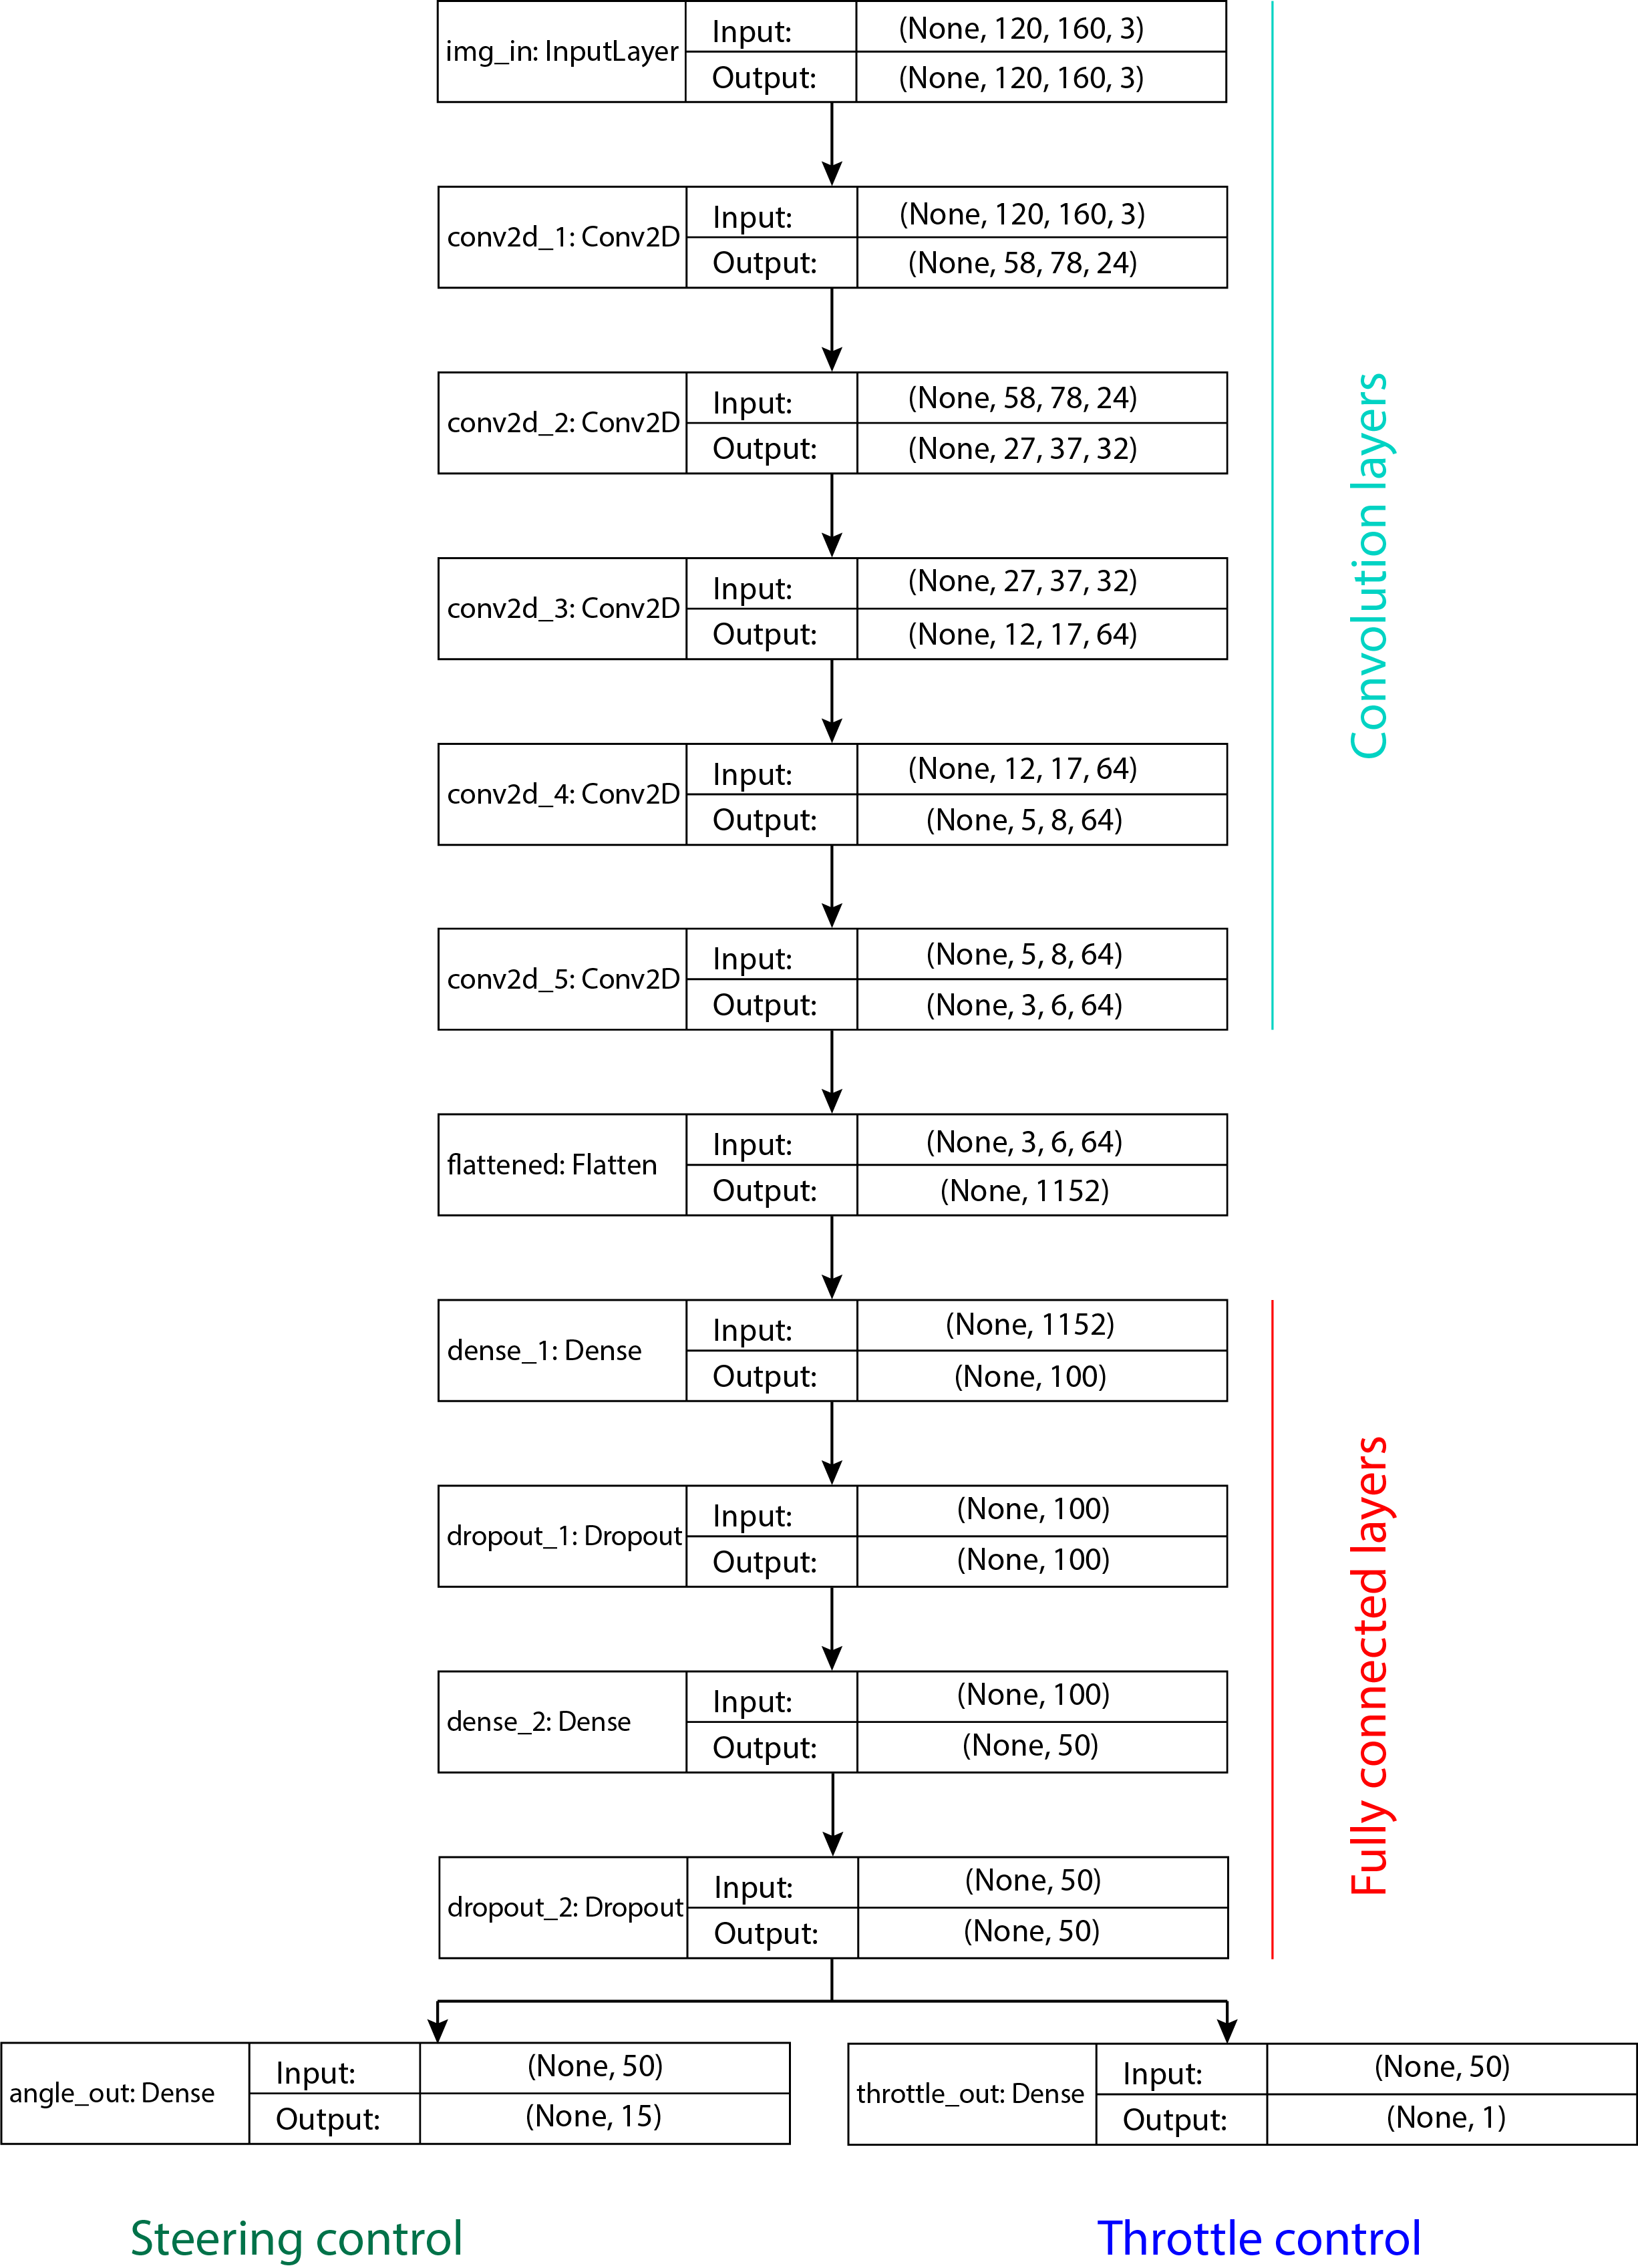 img_in: InputLayer
Input: (None, 120, 160, 3)
Output: (None, 120, 160, 3)
conv2d_1: Conv2D
Input: (None, 120, 160, 3)
Output: (None, 58, 78, 24)
conv2d_2: Conv2D
Input: (None, 58, 78, 24)
Output: (None, 27, 37, 32)
conv2d_3: Conv2D
Input: (None, 27, 37, 32)
Output: (None, 12, 17, 64)
conv2d_4: Conv2D
Input: (None, 12, 17, 64)
Output: (None, 5, 8, 64)
conv2d_5: Conv2D
Input: (None, 5, 8, 64)
Output: (None, 3, 6, 64)
Convolution layers
flattened: Flatten
Input: (None, 3, 6, 64)
Output: (None, 1152)
dense_1: Dense
Input: (None, 1152)
Output: (None, 100)
dropout_1: Dropout
Input: (None, 100)
Output: (None, 100)
dense_2: Dense
Input: (None, 100)
Output: (None, 50)
dropout_2: Dropout
Input: (None, 50)
Output: (None, 50)
Fully connected layers
angle_out: Dense
Input: (None, 50)
Output: (None, 15)
throttle_out: Dense
Input: (None, 50)
Output: (None, 1)
Steering control
Throttle control